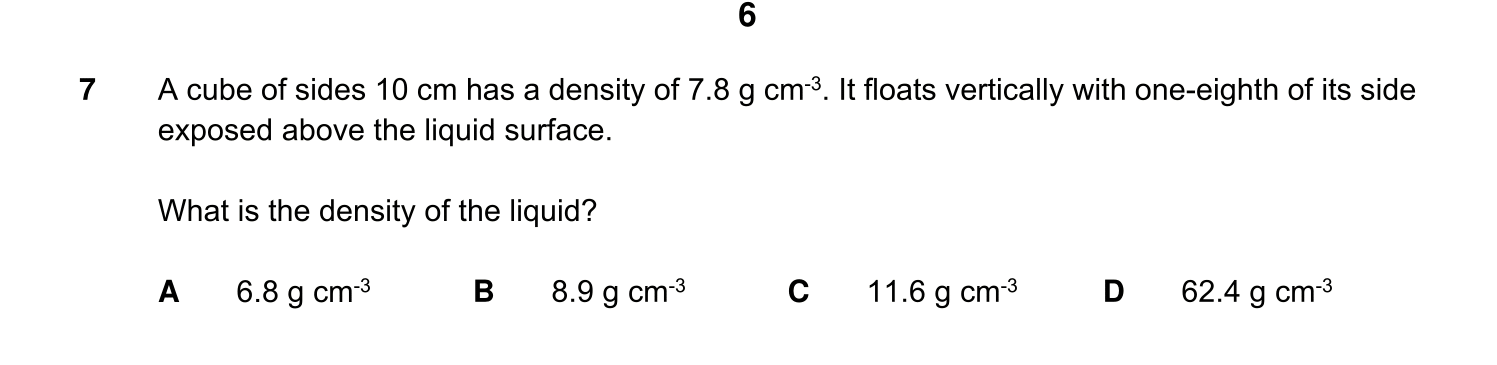 6
7 A cube of sides 10 cm has a density of 7.8 g cm⁻³. It floats vertically with one-eighth of its side
exposed above the liquid surface.
What is the density of the liquid?
A 6.8 g cm⁻³ B 8.9 g cm⁻³ C 11.6 g cm⁻³ D 62.4 g cm⁻³